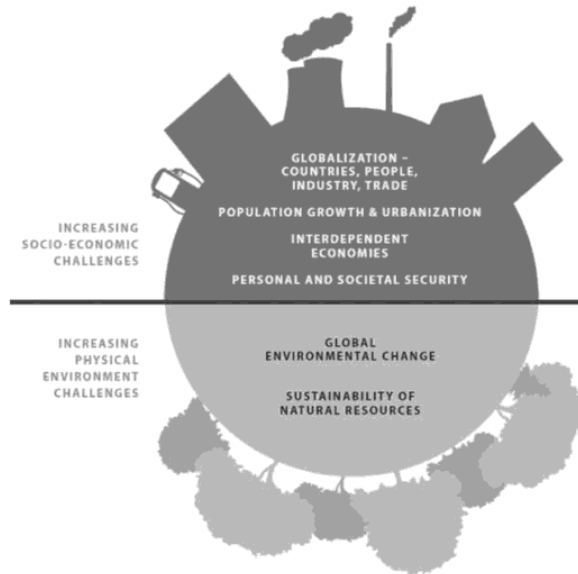 GLOBALIZATION –
COUNTRIES, PEOPLE,
INDUSTRY, TRADE
POPULATION GROWTH & URBANIZATION
INTERDEPENDENT
ECONOMIES
PERSONAL AND SOCIETAL SECURITY
INCREASING
SOCIO-ECONOMIC
CHALLENGES
INCREASING
PHYSICAL
ENVIRONMENT
CHALLENGES
GLOBAL
ENVIRONMENTAL CHANGE
SUSTAINABILITY OF
NATURAL RESOURCES